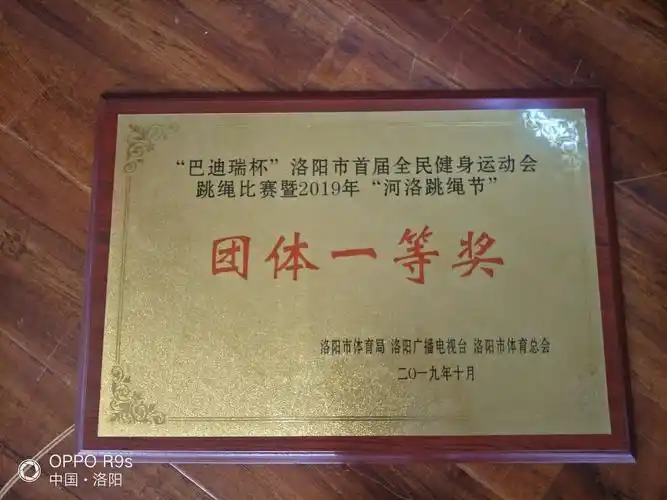 “巴迪瑞杯”洛阳市首届全民健身运动会
跳绳比赛暨2019年“河洛跳绳节”
团体一等奖
洛阳市体育局 洛阳广播电视台 洛阳市体育总会
二〇一九年十月
OPPO R9s
中国·洛阳